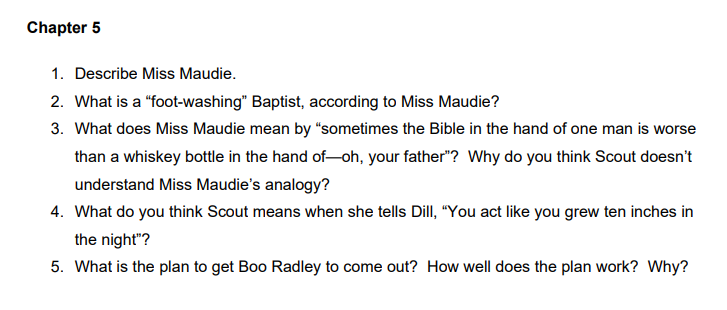 Chapter 5
1. Describe Miss Maudie.
2. What is a “foot-washing” Baptist, according to Miss Maudie?
3. What does Miss Maudie mean by “sometimes the Bible in the hand of one man is worse
than a whiskey bottle in the hand of—oh, your father”?  Why do you think Scout doesn’t
understand Miss Maudie’s analogy?
4. What do you think Scout means when she tells Dill, “You act like you grew ten inches in
the night”?
5. What is the plan to get Boo Radley to come out?  How well does the plan work?  Why?